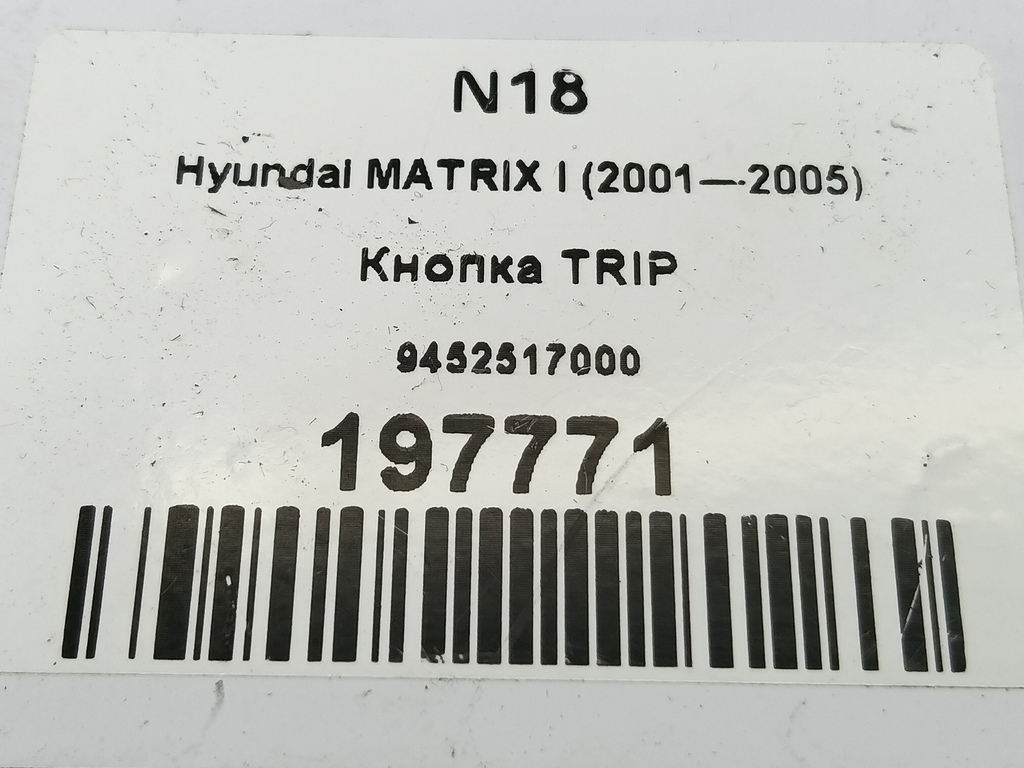 N18
Hyundai MATRIX I (2001—2005)
Кнопка TRIP
9452517000
197771